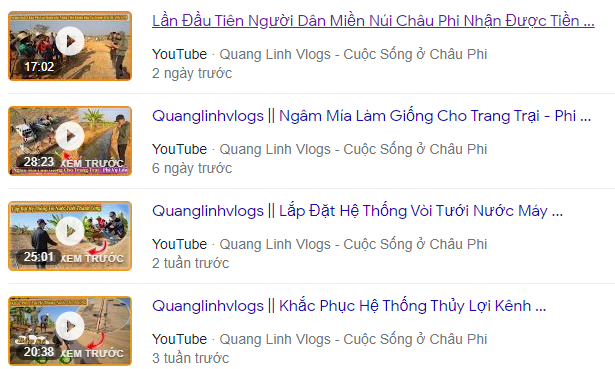 Lần Đầu Tiên Người Dân Miền Núi Châu Phi Nhận Được Tiền ...
17:02
YouTube · Quang Linh Vlogs - Cuộc Sống ở Châu Phi
2 ngày trước
Quanglinhvlogs || Ngâm Mía Làm Giống Cho Trang Trại - Phi ...
28:23
XEM TRƯỚC
YouTube · Quang Linh Vlogs - Cuộc Sống ở Châu Phi
6 ngày trước
Quanglinhvlogs || Lắp Đặt Hệ Thống Vòi Tưới Nước Máy ...
25:01
XEM TRƯỚC
YouTube · Quang Linh Vlogs - Cuộc Sống ở Châu Phi
2 tuần trước
Quanglinhvlogs || Khắc Phục Hệ Thống Thủy Lợi Kênh ...
20:38
XEM TRƯỚC
YouTube · Quang Linh Vlogs - Cuộc Sống ở Châu Phi
3 tuần trước